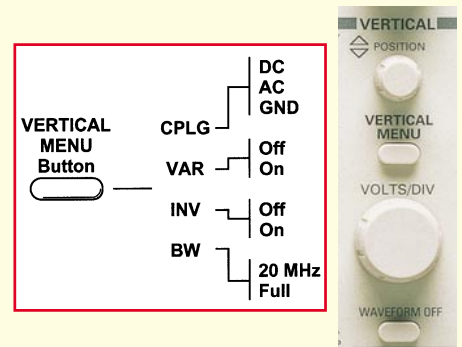 VERTICAL
MENU
Button
CPLG
DC
AC
GND
VAR
Off
On
INV
Off
On
BW
20 MHz
Full
VERTICAL
POSITION
VERTICAL
MENU
VOLTS/DIV
WAVEFORM OFF